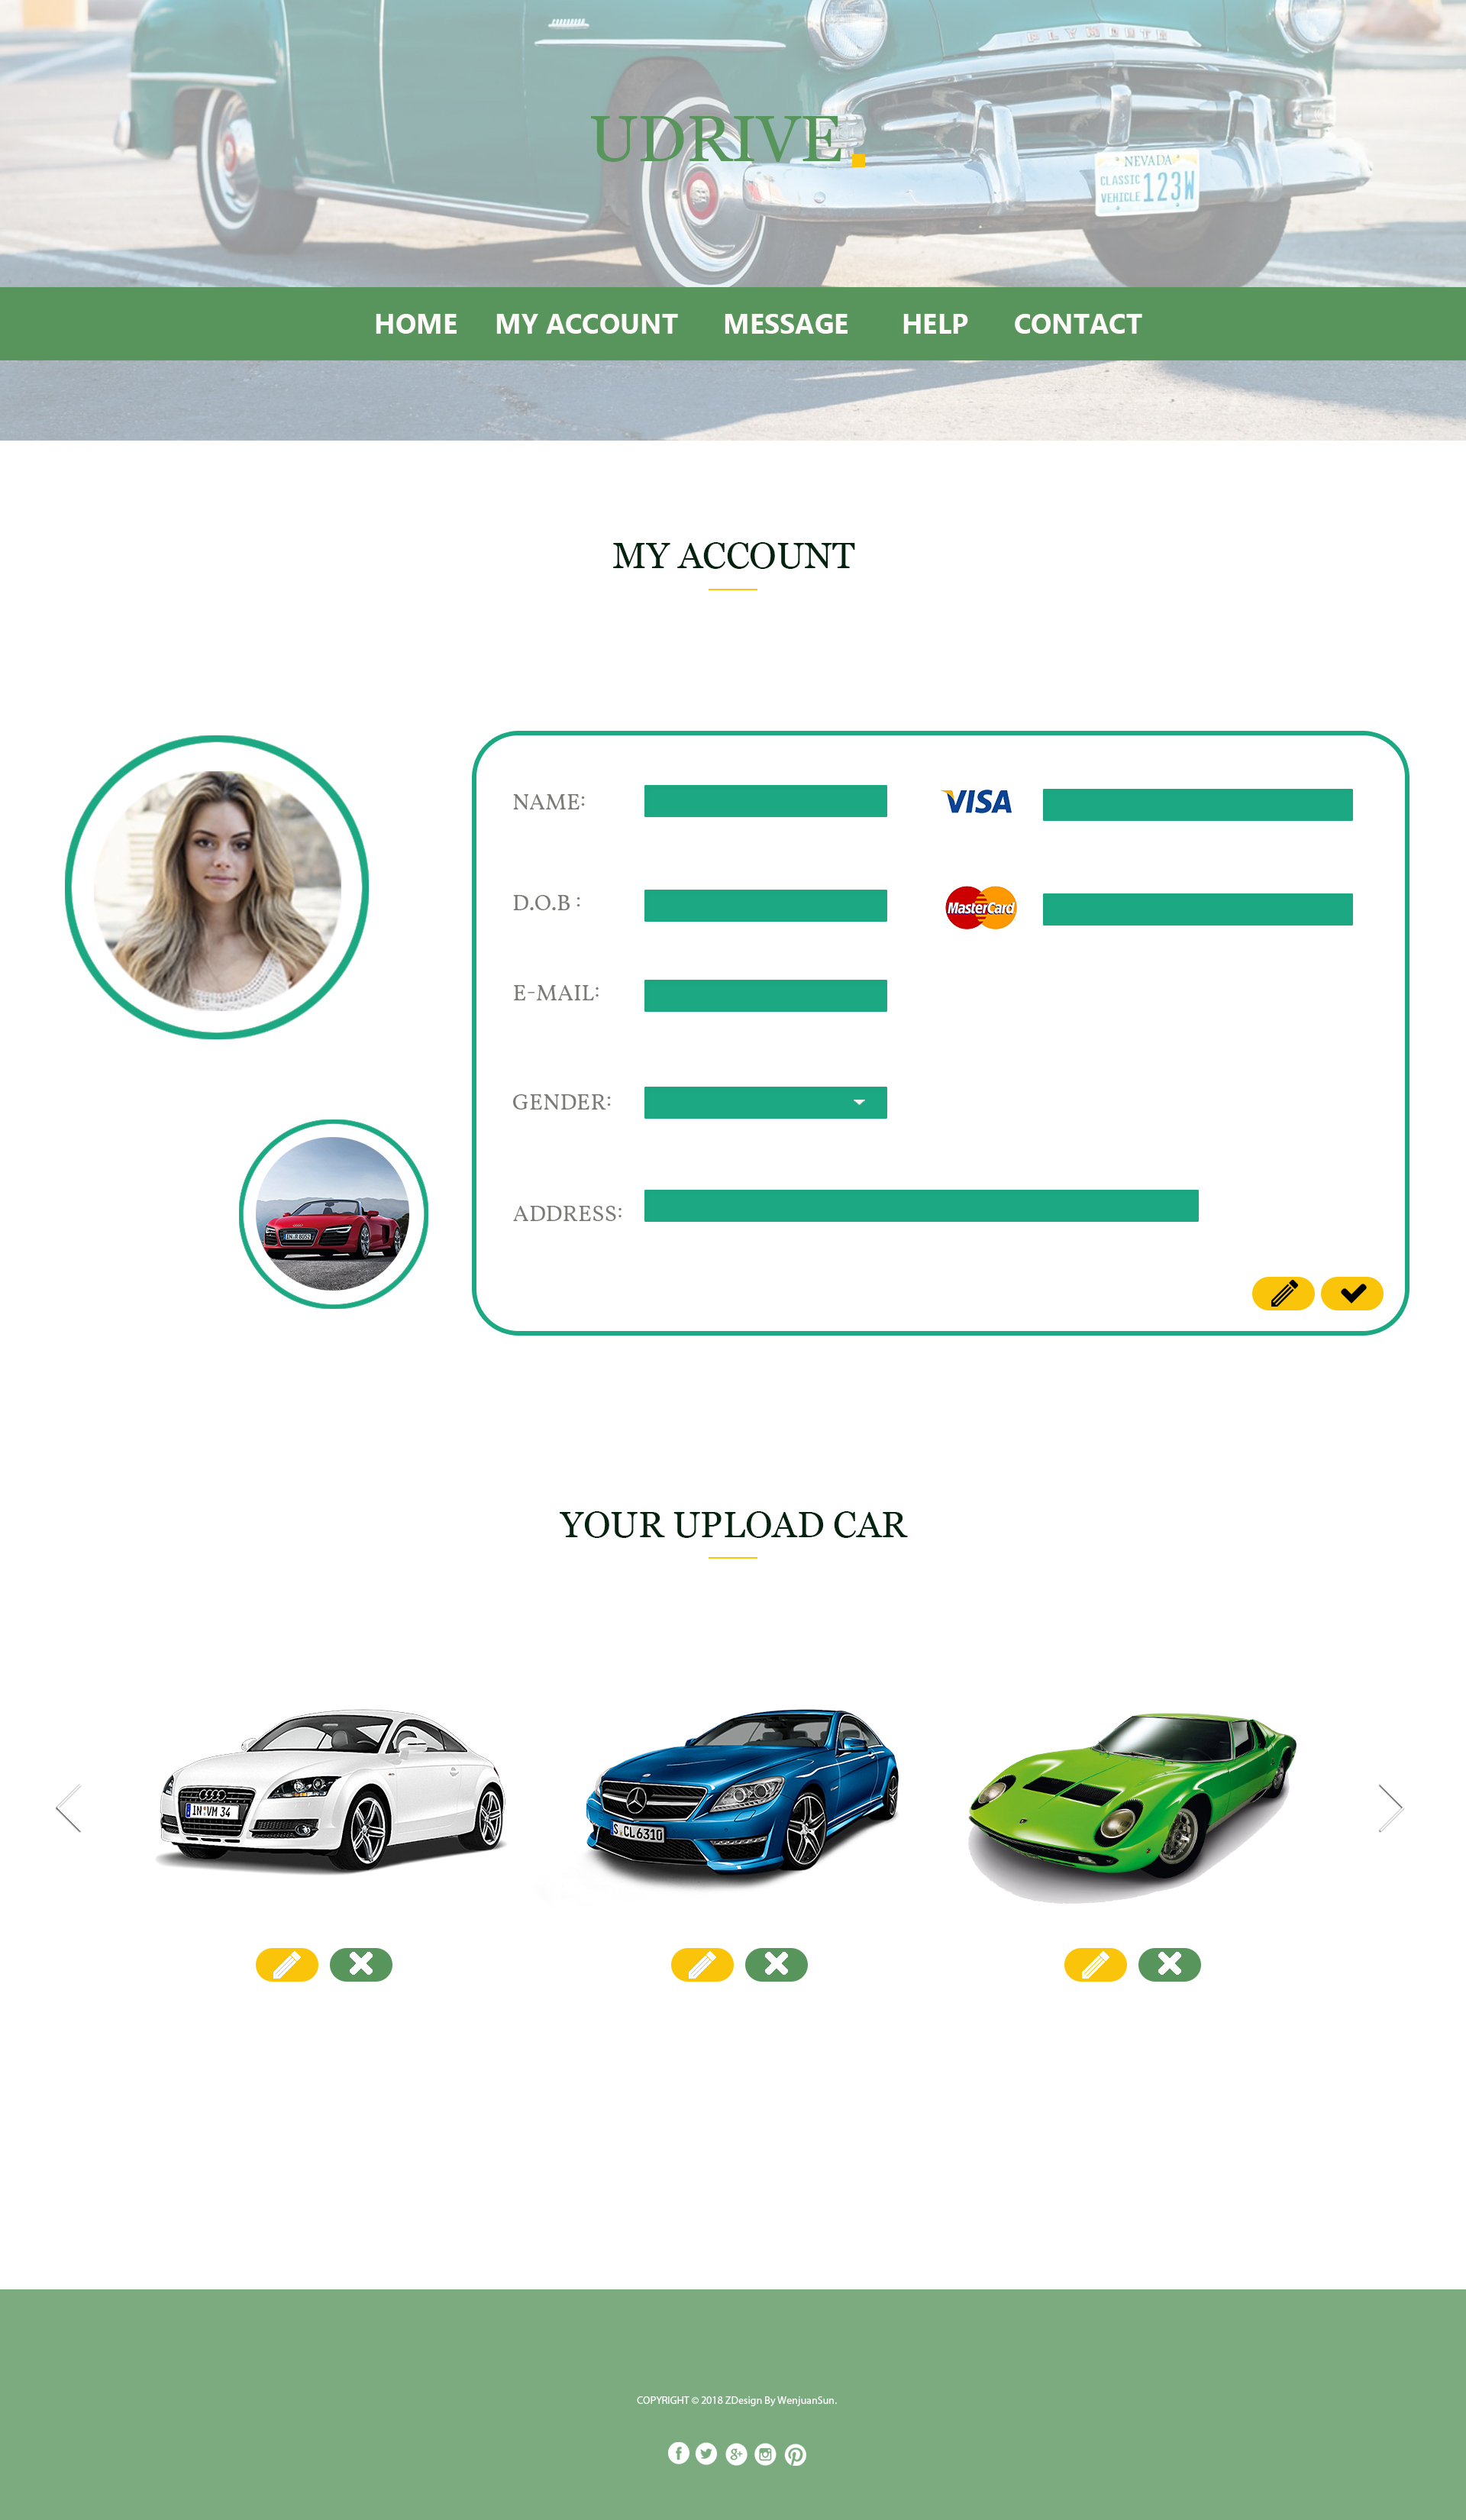 PLYMOUTH
UDRIVE.
NEVADA
CLASSIC
VEHICLE
123W
HOME MY ACCOUNT MESSAGE HELP CONTACT
MY ACCOUNT
NAME:
VISA
D.O.B :
MasterCard
E-MAIL:
GENDER:
ADDRESS:
YOUR UPLOAD CAR
IN VM 34
S CL 6310
COPYRIGHT © 2018 ZDesign By WenjuanSun.